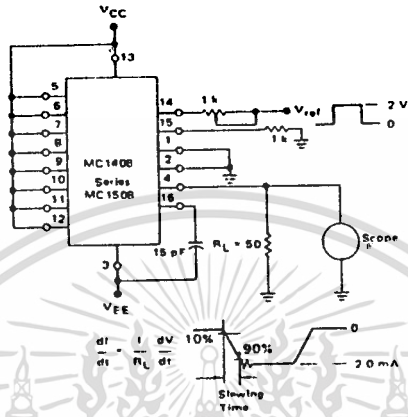 VCC
13
5
6
7
8
9
10
11
12
14
15
1
2
4
16
1 k
Vref
2 V
0
1 k
MC1408
Series
MC1508
15 pF
RL = 50
Scope
3
VEE
dI/dt = 1/RL dV/dt
10%
90%
0
2.0 mA
Slewing
Time